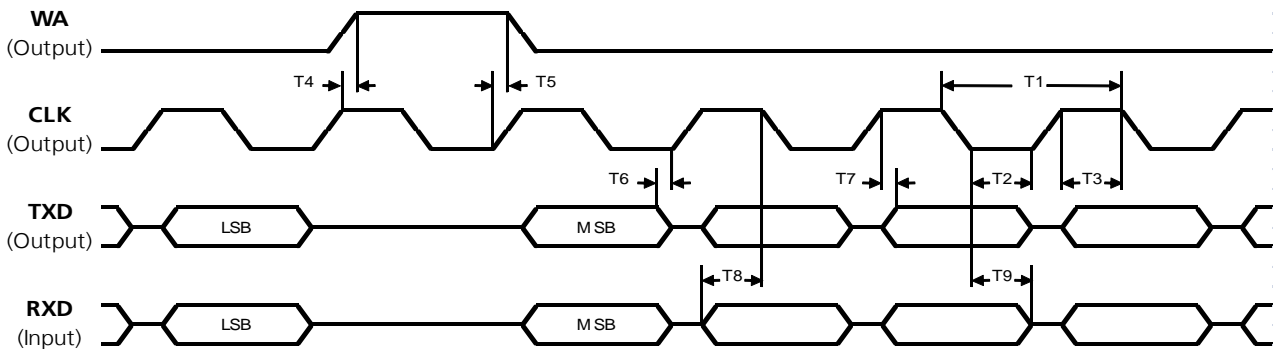 WA
(Output)
T4
T5
T1
CLK
(Output)
T6
T7
T2
T3
TXD
(Output)
LSB
MSB
T8
T9
RXD
(Input)
LSB
MSB